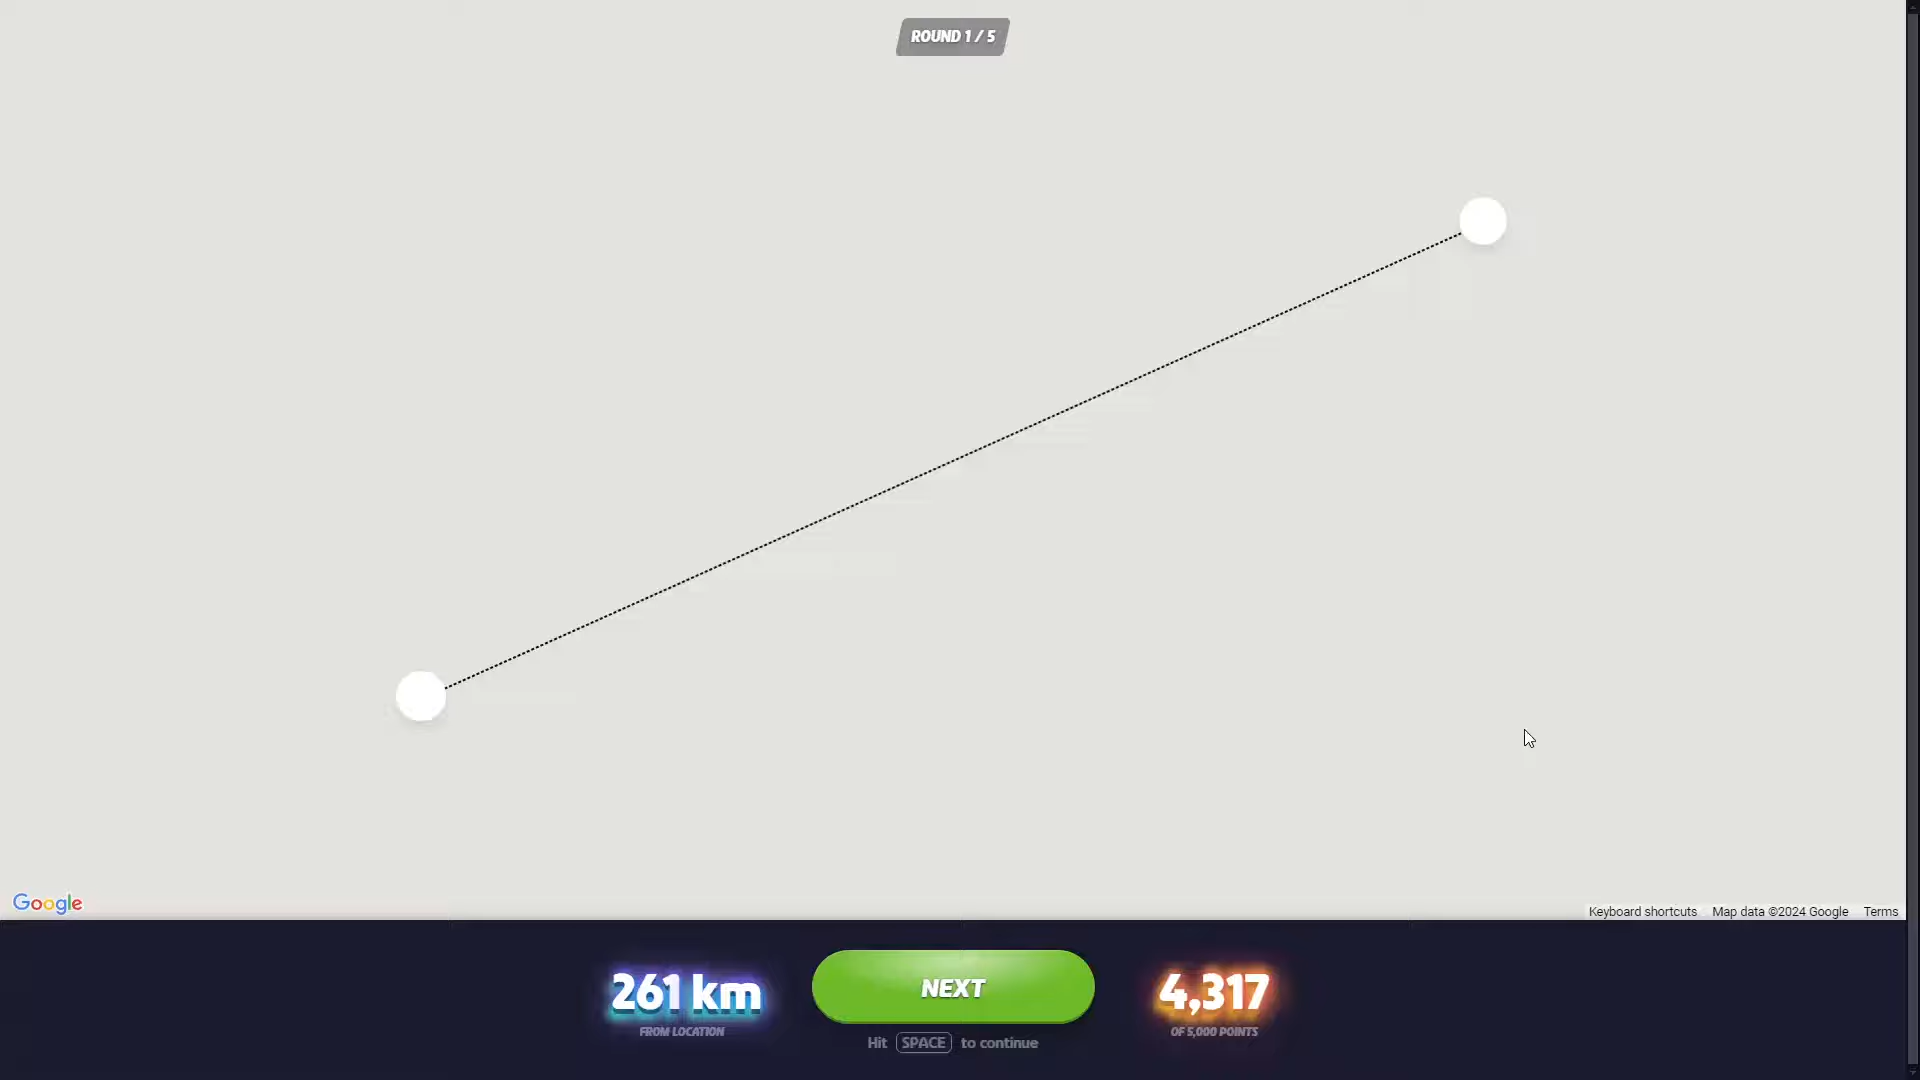 ROUND 1 / 5
Google
Keyboard shortcuts Map data ©2024 Google Terms
261 km
FROM LOCATION
NEXT
Hit SPACE to continue
4,317
OF 5,000 POINTS